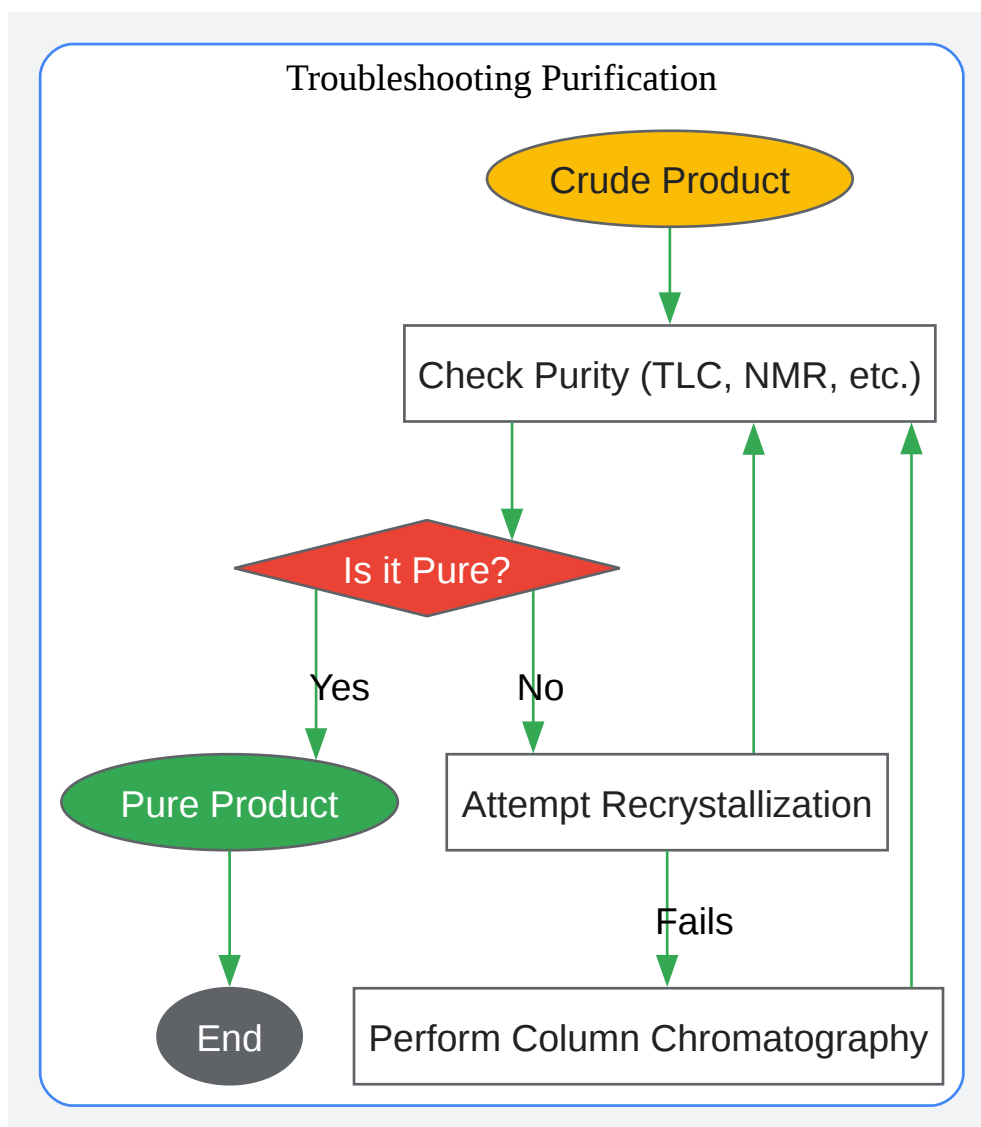 Troubleshooting Purification
Crude Product
Check Purity (TLC, NMR, etc.)
Is it Pure?
Yes
No
Pure Product
Attempt Recrystallization
Fails
End
Perform Column Chromatography